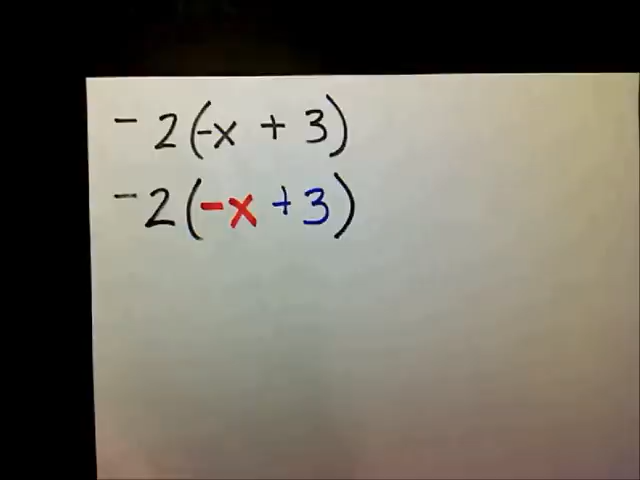 - 2(-x + 3)
-2(-x +3)